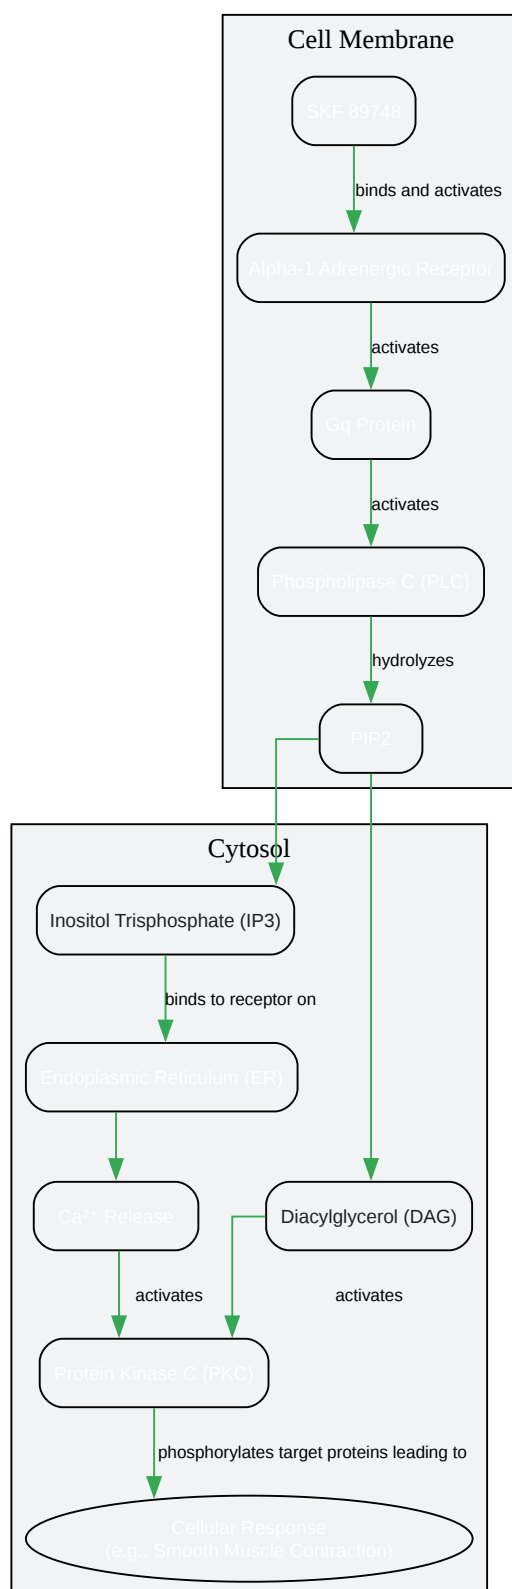 Cell Membrane
SKF 89748
binds and activates
Alpha-1 Adrenergic Receptor
activates
Gq Protein
activates
Phospholipase C (PLC)
hydrolyzes
PIP2
Cytosol
Inositol Trisphosphate (IP3)
binds to receptor on
Endoplasmic Reticulum (ER)
Ca²⁺ Release
Diacylglycerol (DAG)
activates
activates
Protein Kinase C (PKC)
phosphorylates target proteins leading to
Cellular Response
(e.g., Smooth Muscle Contraction)